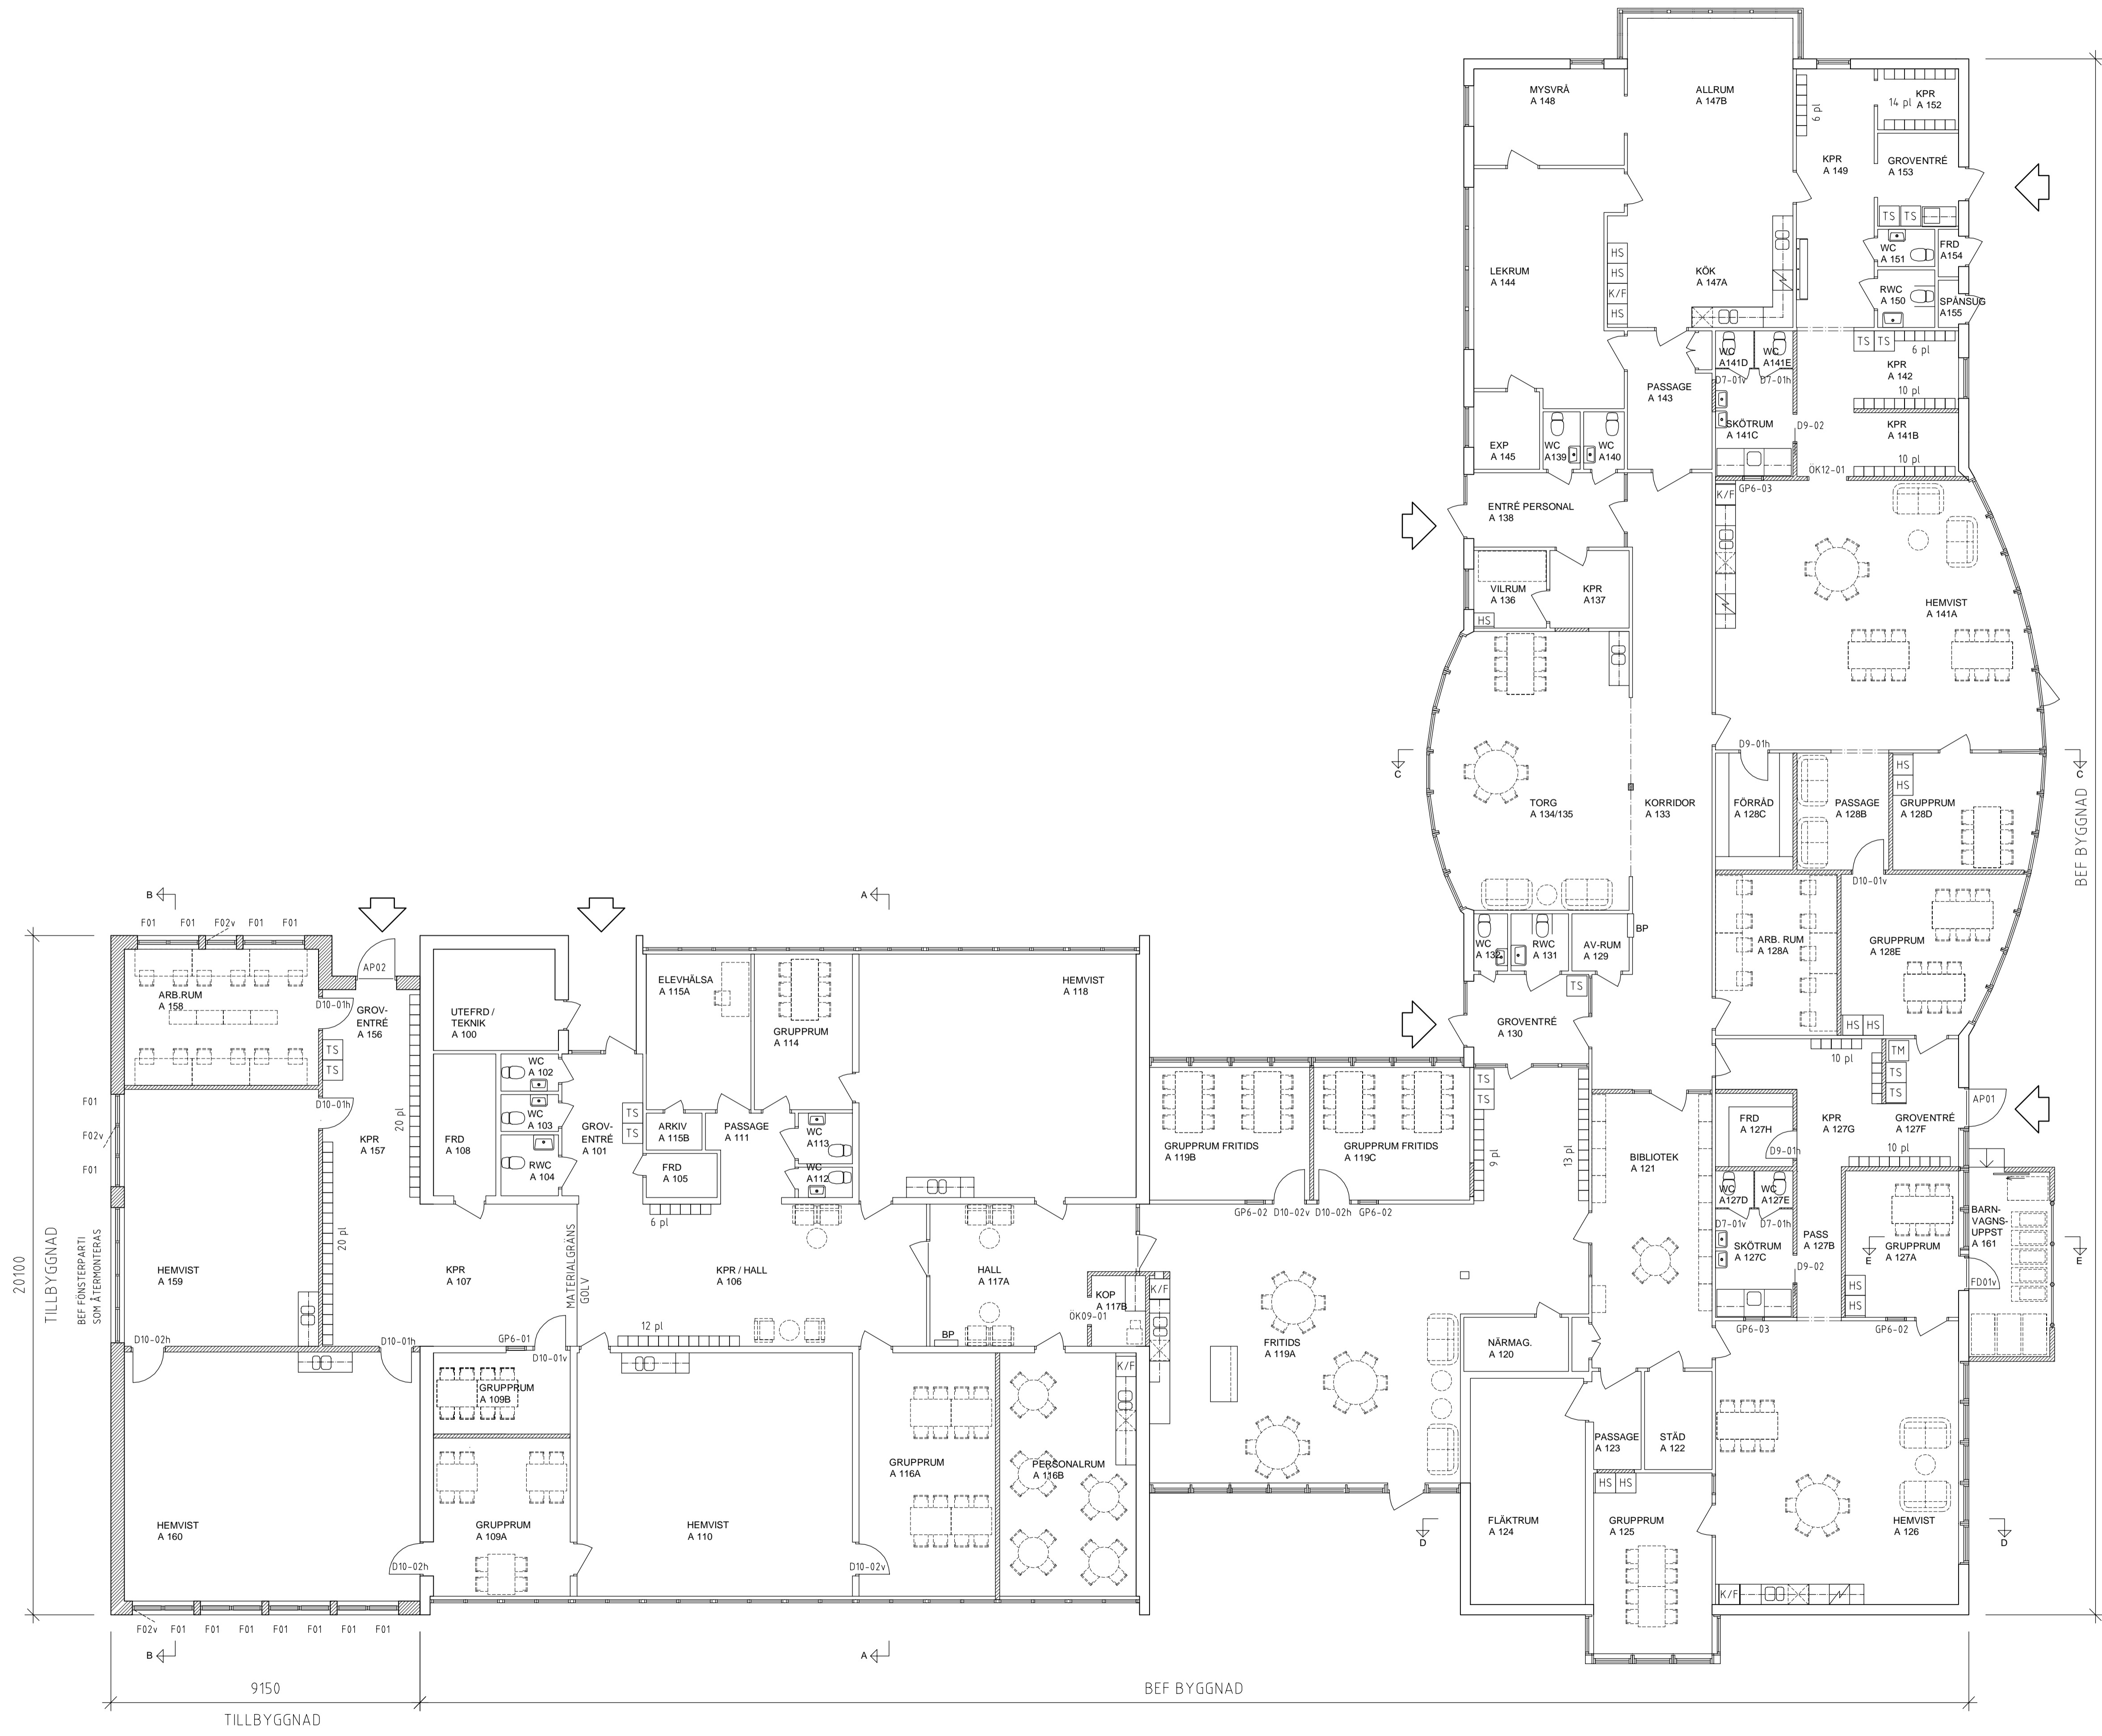 MYSVRÅ
A 148
ALLRUM
A 147B
KPR
A 152
14 pl
6 pl
KPR
A 149
GROVENTRÉ
A 153
TS TS
WC
A 151
FRD
A154
RWC
A 150
SPÅNSUG
A155
LEKRUM
A 144
HS
HS
K/F
HS
KÖK
A 147A
WC
A141D
WC
A141E
D7-01v
D7-01h
TS TS
6 pl
KPR
A 142
10 pl
PASSAGE
A 143
SKÖTRUM
A 141C
D9-02
KPR
A 141B
10 pl
ÖK12-01
EXP
A 145
WC
A139
WC
A140
GP6-03
K/F
ENTRÉ PERSONAL
A 138
VILRUM
A 136
HS
KPR
A137
HEMVIST
A 141A
BEF BYGGNAD
C
C
D9-01h
TORG
A 134/135
KORRIDOR
A 133
FÖRRÅD
A 128C
PASSAGE
A 128B
HS
HS
GRUPPRUM
A 128D
D10-01v
ARB. RUM
A 128A
GRUPPRUM
A 128E
HS HS
WC
A 132
RWC
A 131
AV-RUM
A 129
BP
TS
GROVENTRÉ
A 130
B
A
F01
F01
F02v
F01
F01
AP02
ARB.RUM
A 158
D10-01h
GROV-
ENTRÉ
A 156
TS
TS
UTEFRD /
TEKNIK
A 100
ELEVHÄLSA
A 115A
GRUPPRUM
A 114
HEMVIST
A 118
F01
F02v
F01
D10-01h
KPR
A 157
20 pl
20 pl
FRD
A 108
WC
A 102
WC
A 103
RWC
A 104
GROV-
ENTRÉ
A 101
TS
TS
ARKIV
A 115B
PASSAGE
A 111
WC
A113
WC
A112
FRD
A 105
6 pl
GRUPPRUM FRITIDS
A 119B
GRUPPRUM FRITIDS
A 119C
GP6-02
D10-02v
D10-02h
GP6-02
TS
TS
9 pl
13 pl
BIBLIOTEK
A 121
10 pl
TM
TS
TS
AP01
FRD
A 127H
D9-01h
KPR
A 127G
GROVENTRÉ
A 127F
10 pl
WC
A127D
WC
A127E
D7-01v
D7-01h
SKÖTRUM
A 127C
PASS
A 127B
D9-02
GRUPPRUM
A 127A
E
E
HS
HS
BARN-
VAGNS-
UPPST
A 161
FD01v
GP6-03
GP6-02
20100
TILLBYGGNAD
BEF FÖNSTERPARTI
SOM ÅTERMONTERAS
HEMVIST
A 159
KPR
A 107
MATERIALGRÄNS
GOLV
KPR / HALL
A 106
HALL
A 117A
KOP
A 117B
ÖK09-01
K/F
BP
12 pl
D10-02h
D10-01h
GP6-01
D10-01v
GRUPPRUM
A 109B
FRITIDS
A 119A
NÄRMAG.
A 120
K/F
HEMVIST
A 160
GRUPPRUM
A 109A
D10-02h
HEMVIST
A 110
D10-02v
GRUPPRUM
A 116A
PERSONALRUM
A 116B
PASSAGE
A 123
STÄD
A 122
HS HS
FLÄKTRUM
A 124
GRUPPRUM
A 125
HEMVIST
A 126
K/F
D
D
F02v
F01
F01
F01
F01
F01
F01
F01
B
A
9150
TILLBYGGNAD
BEF BYGGNAD